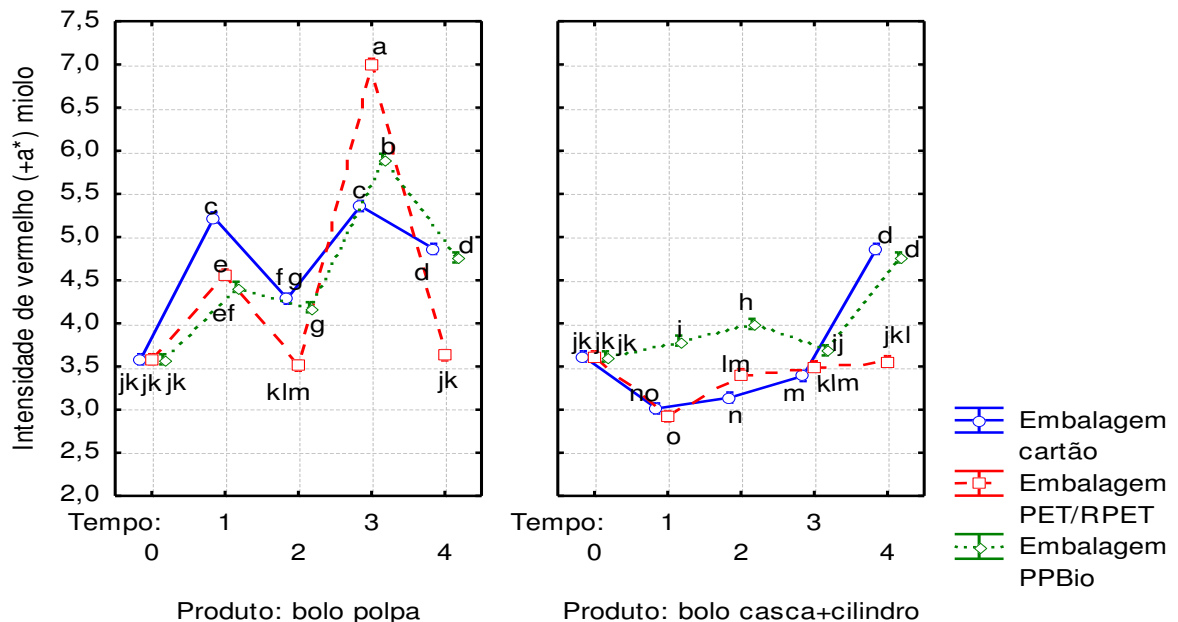 Intensidade de vermelho (+a*) miolo
7,5
7,0
6,5
6,0
5,5
5,0
4,5
4,0
3,5
3,0
2,5
2,0
a
b
c
c
d
d
e
f g
ef
g
jk jk jk
klm
jk
d
d
h
i
ij
jkl
jk jk jk
lm
klm
no
n
m
o
Tempo: 1 3
0 2 4
Produto: bolo polpa
Tempo: 1 3
0 2 4
Produto: bolo casca+cilindro
Embalagem
cartão
Embalagem
PET/RPET
Embalagem
PPBio